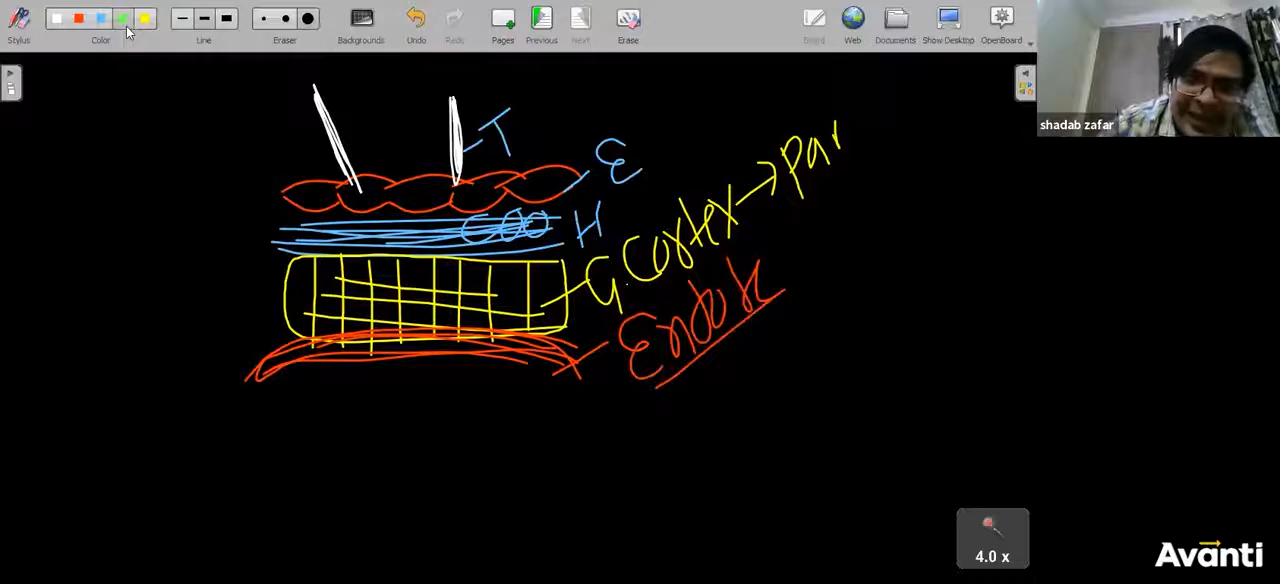 Stylus Color Line Eraser Backgrounds Undo Redo Pages Previous Next Erase Board Web Documents Show Desktop OpenBoard
shadab zafar
T
E
H
G. Cortex → Par
Endok
4.0 x
Avanti